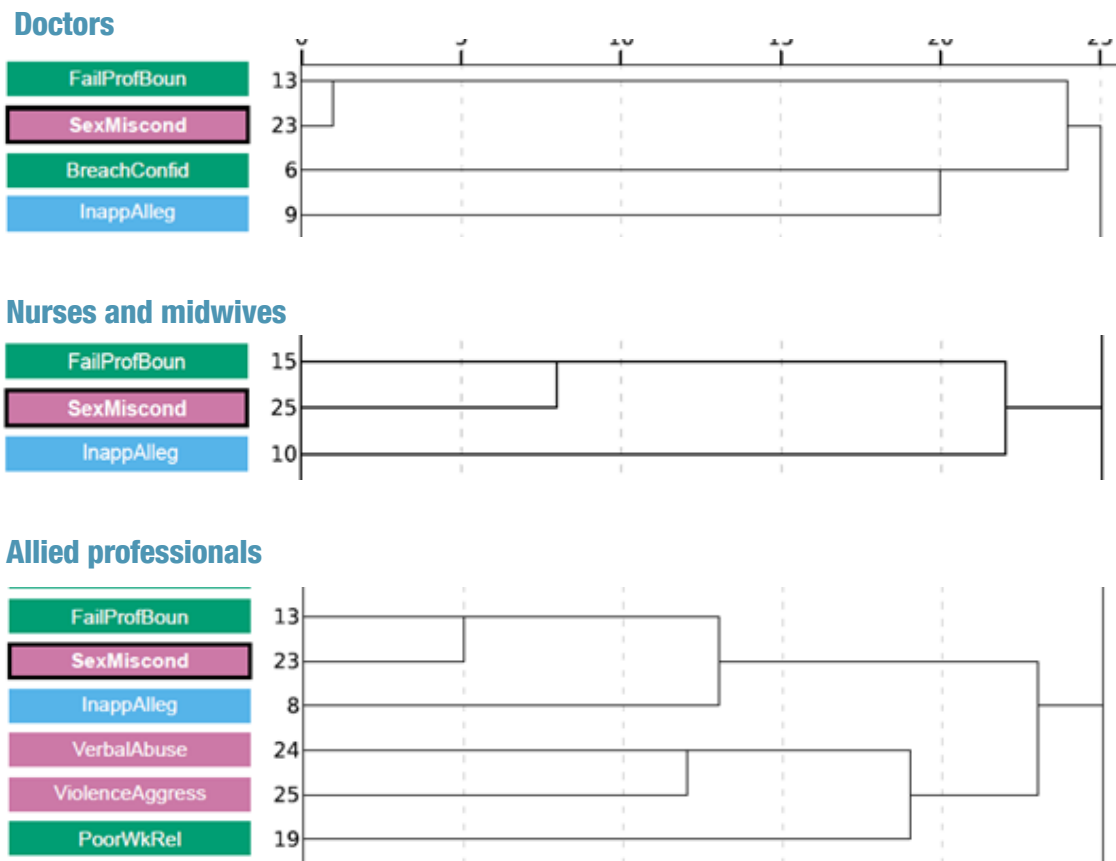 Doctors
0 5 10 15 20 25
FailProfBoun 13
SexMiscond 23
BreachConfid 6
InappAlleg 9
Nurses and midwives
FailProfBoun 15
SexMiscond 25
InappAlleg 10
Allied professionals
FailProfBoun 13
SexMiscond 23
InappAlleg 8
VerbalAbuse 24
ViolenceAggress 25
PoorWkRel 19